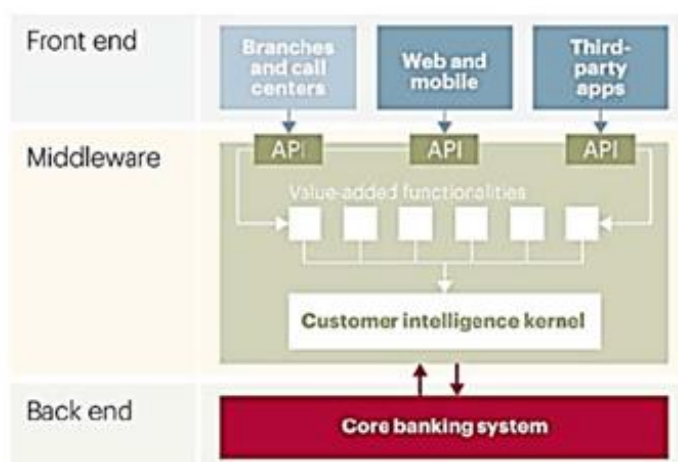 Front end
Branches
and call
centers
Web and
mobile
Third-
party
apps
Middleware
API
API
API
Value-added functionalities
Customer intelligence kernel
Back end
Core banking system